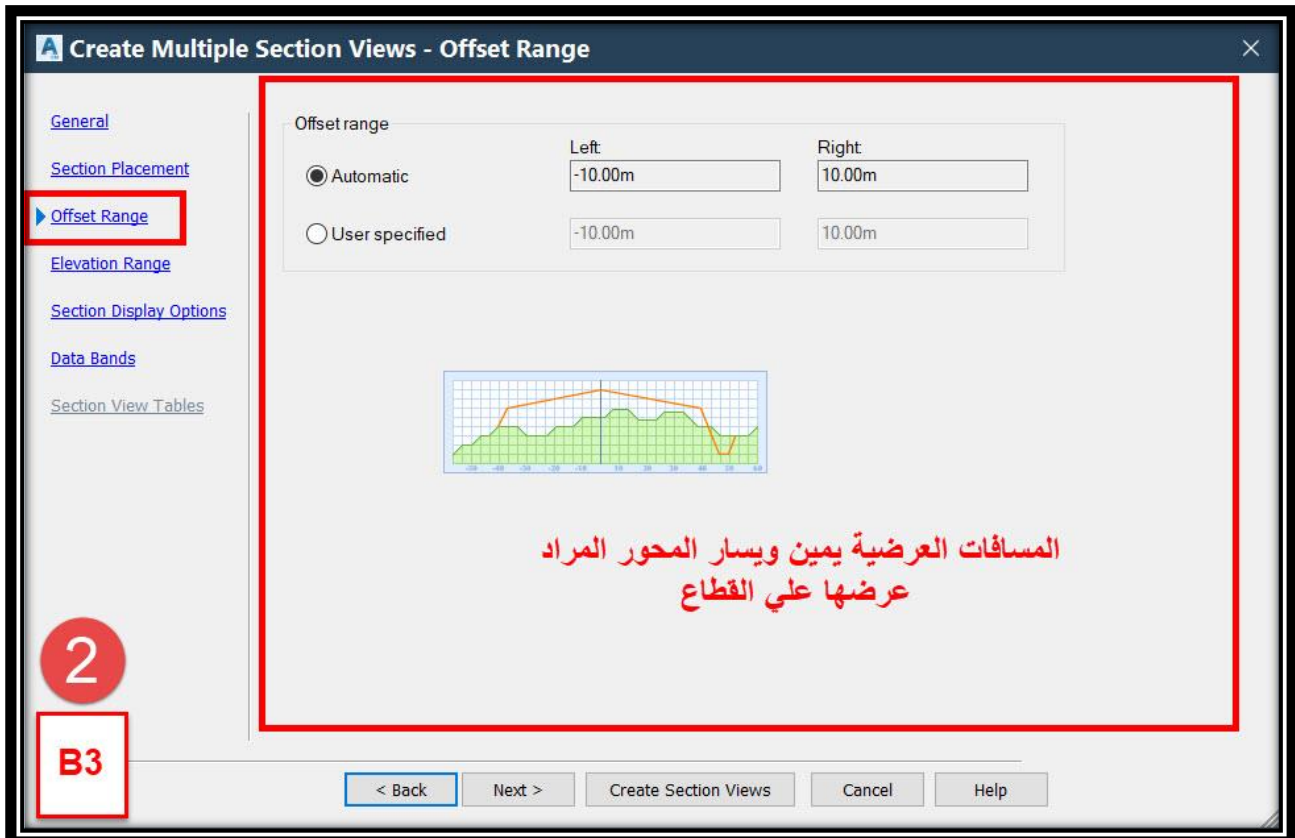 Create Multiple Section Views - Offset Range
General
Section Placement
Offset Range
Elevation Range
Section Display Options
Data Bands
Section View Tables
Offset range
Left: Right:
Automatic -10.00m 10.00m
User specified -10.00m 10.00m
المسافات العرضية يمين ويسار المحور المراد
عرضها علي القطاع
2
B3
< Back Next > Create Section Views Cancel Help